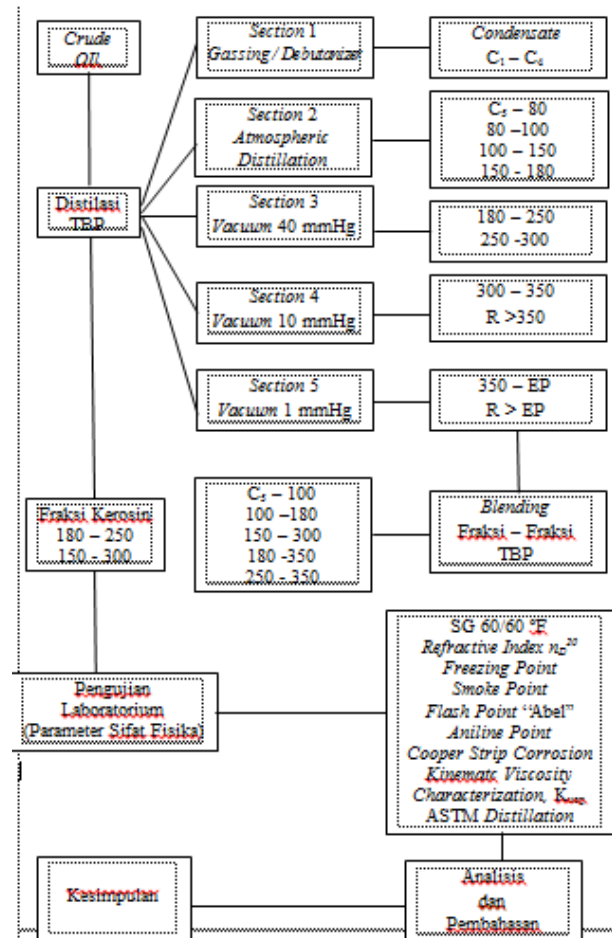 Crude
OIL
Section 1
Gassing / Debutanizer
Condensate
C₁ – C₄
Section 2
Atmospheric
Distillation
C₅ – 80
80 –100
100 – 150
150 - 180
Distilasi
TBP
Section 3
Vacuum 40 mmHg
180 – 250
250 -300
Section 4
Vacuum 10 mmHg
300 – 350
R >350
Section 5
Vacuum 1 mmHg
350 – EP
R > EP
Fraksi Kerosin
180 – 250
150 - 300
C₅ – 100
100 –180
150 – 300
180 -350
250 - 350
Blending
Fraksi – Fraksi
TBP
Pengujian
Laboratorium
(Parameter Sifat Fisika)
SG 60/60 °F
Refractive Index n_D²⁰
Freezing Point
Smoke Point
Flash Point “Abel”
Aniline Point
Cooper Strip Corrosion
Kinematc Viscosity
Characterization, K
ASTM Distillation
Kesimpulan
Analisis
dan
Pembahasan